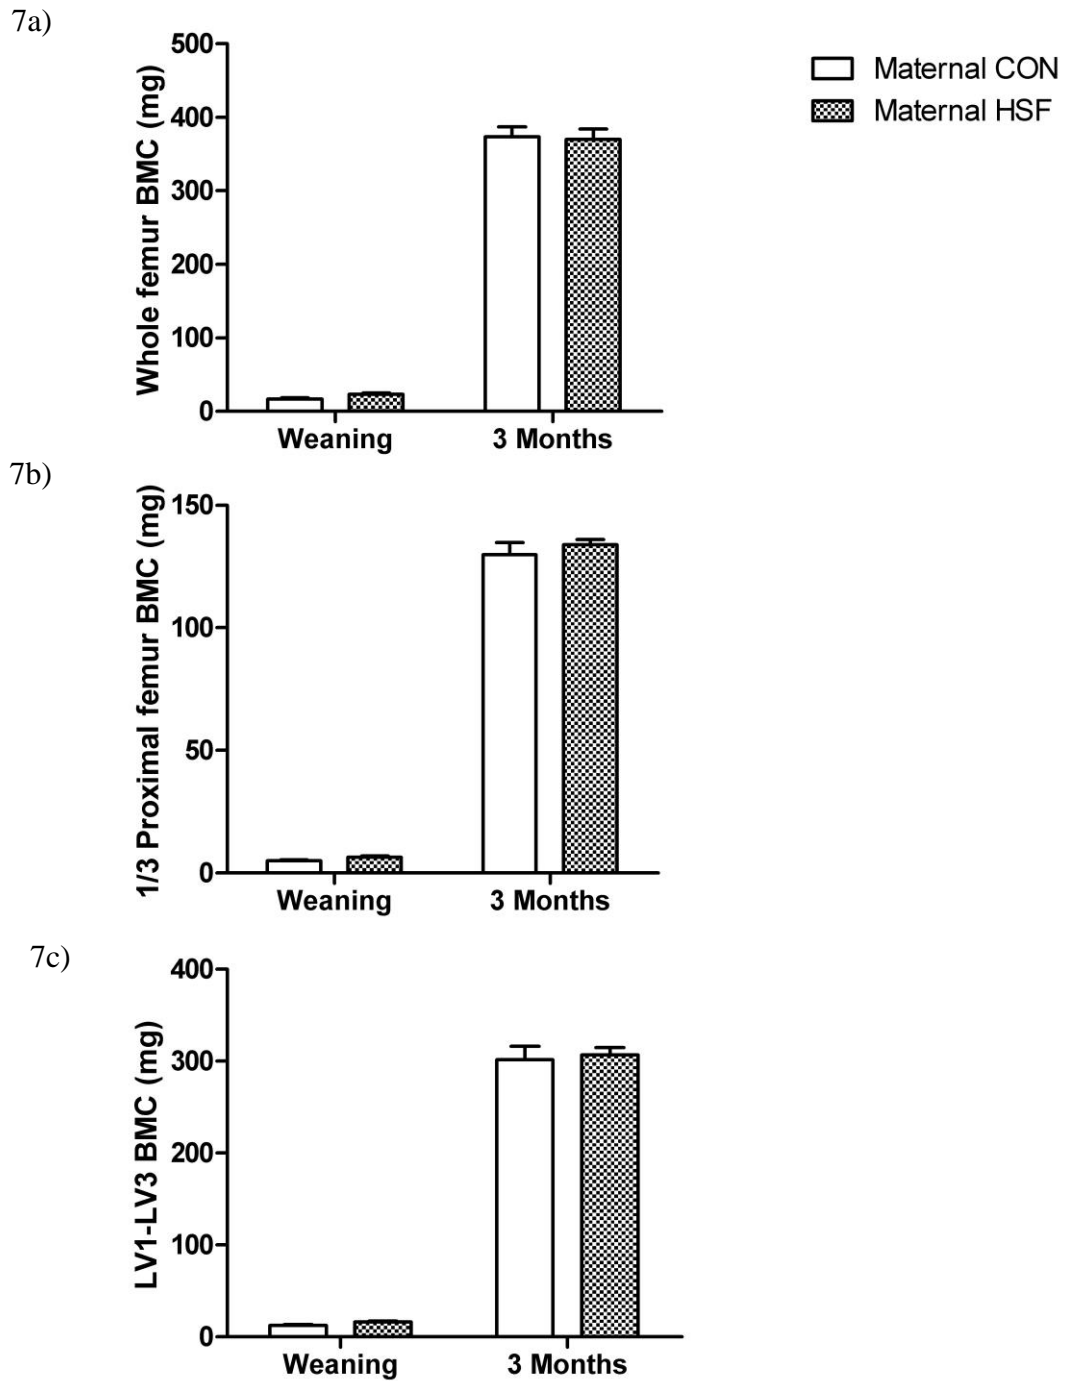 7a)
Whole femur BMC (mg)
500
400
300
200
100
0
Weaning
3 Months
Maternal CON
Maternal HSF
7b)
1/3 Proximal femur BMC (mg)
150
100
50
0
Weaning
3 Months
7c)
LV1-LV3 BMC (mg)
400
300
200
100
0
Weaning
3 Months